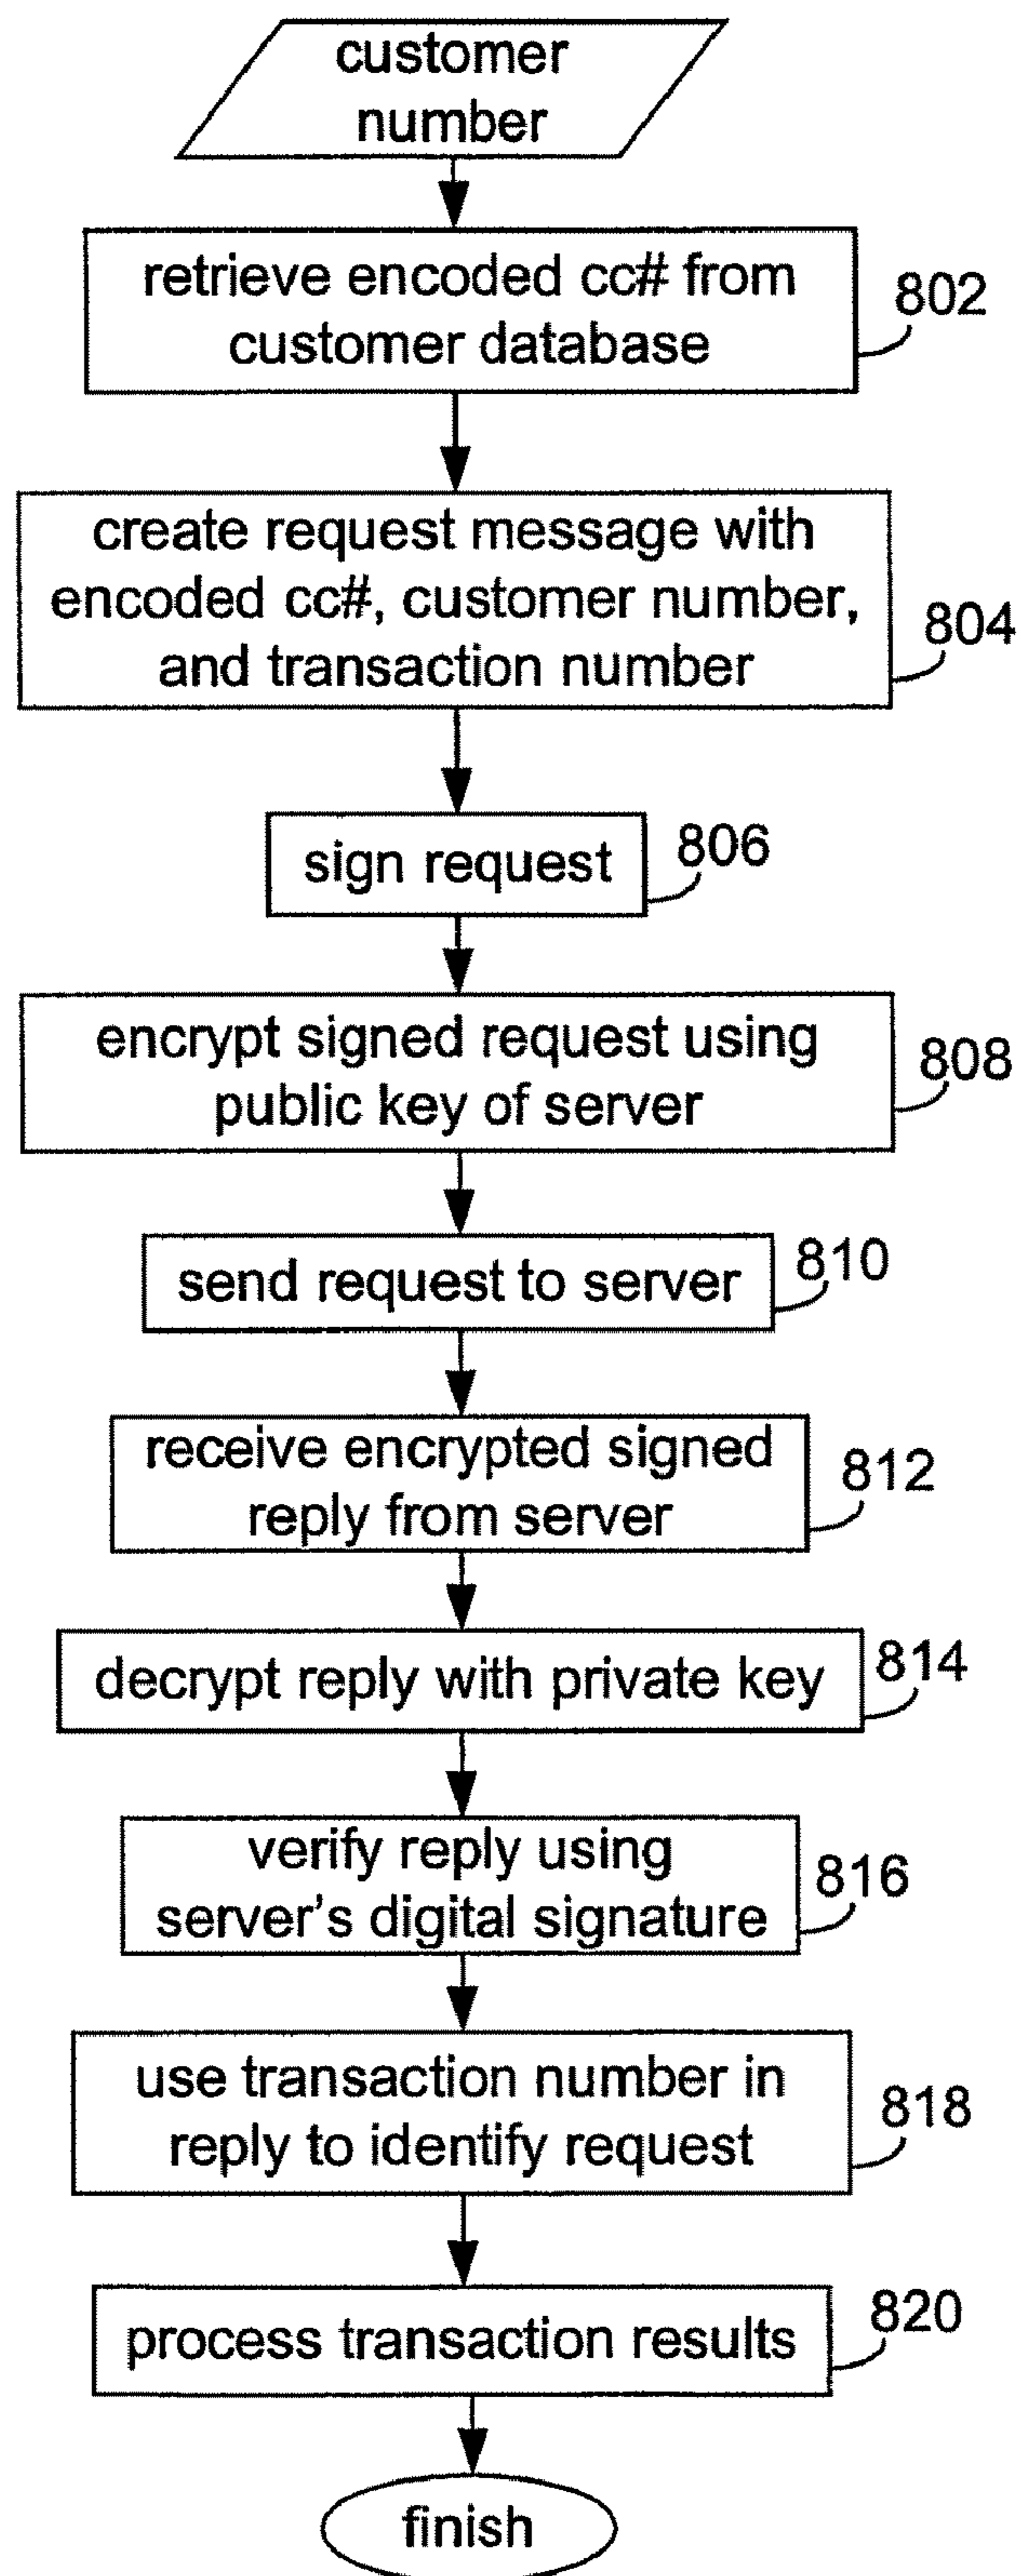 customer
number
retrieve encoded cc# from
customer database
802
create request message with
encoded cc#, customer number,
and transaction number
804
sign request
806
encrypt signed request using
public key of server
808
send request to server
810
receive encrypted signed
reply from server
812
decrypt reply with private key
814
verify reply using
server's digital signature
816
use transaction number in
reply to identify request
818
process transaction results
820
finish